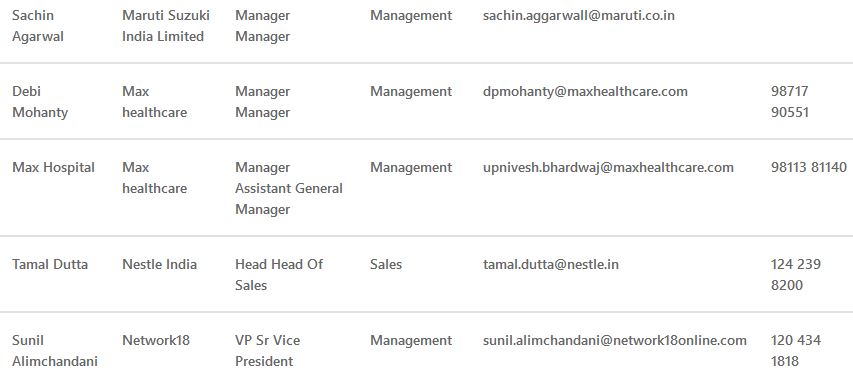 Sachin Maruti Suzuki Manager Management sachin.aggarwall@maruti.co.in
Agarwal India Limited Manager
Debi Max Manager Management dpmohanty@maxhealthcare.com 98717
Mohanty healthcare Manager 90551
Max Hospital Max Manager Management upnivesh.bhardwaj@maxhealthcare.com 98113 81140
healthcare Assistant General
Manager
Tamal Dutta Nestle India Head Head Of Sales tamal.dutta@nestle.in 124 239
Sales 8200
Sunil Network18 VP Sr Vice Management sunil.alimchandani@network18online.com 120 434
Alimchandani President 1818